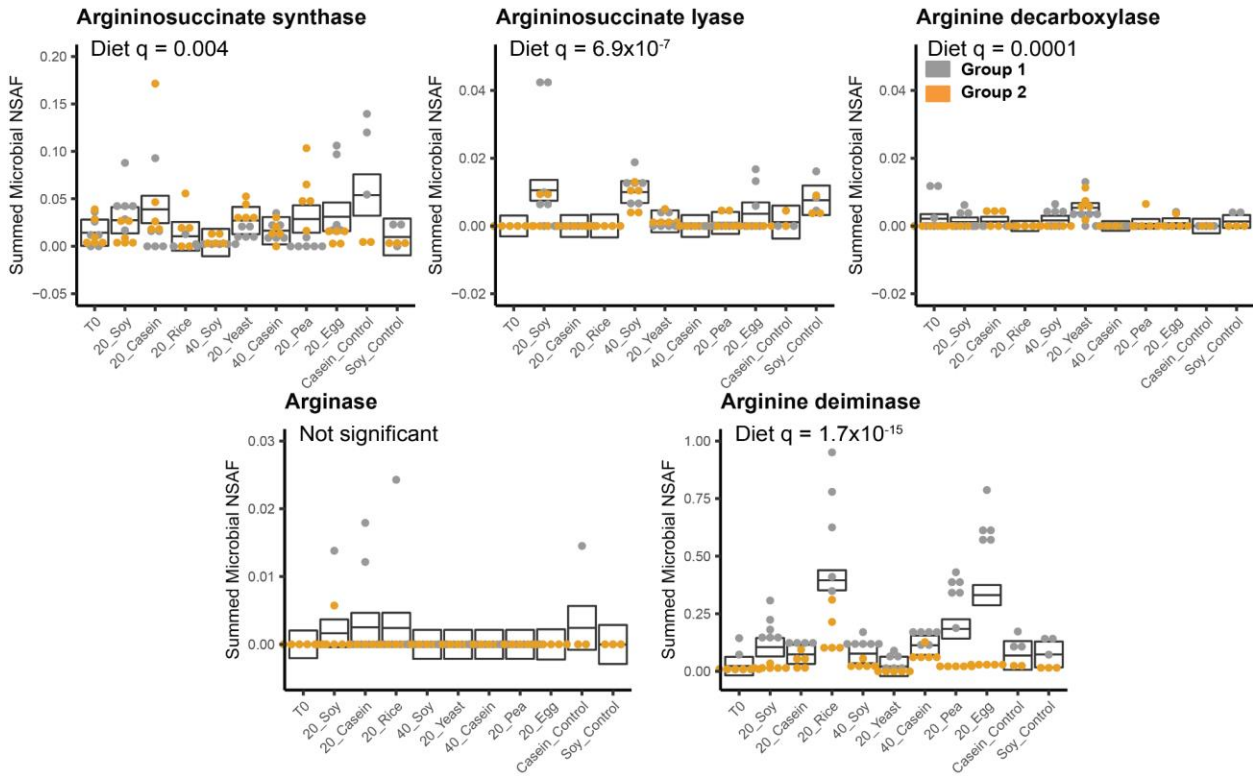 Argininosuccinate synthase
Diet q = 0.004
Summed Microbial NSAF
0.20
0.15
0.10
0.05
0.00
−0.05
T0
20_Soy
20_Casein
20_Rice
40_Soy
20_Yeast
40_Casein
20_Pea
20_Egg
Casein_Control
Soy_Control
Argininosuccinate lyase
Diet q = 6.9x10⁻⁷
Summed Microbial NSAF
0.04
0.02
0.00
−0.02
T0
20_Soy
20_Casein
20_Rice
40_Soy
20_Yeast
40_Casein
20_Pea
20_Egg
Casein_Control
Soy_Control
Arginine decarboxylase
Diet q = 0.0001
Group 1
Group 2
Summed Microbial NSAF
0.04
0.02
0.00
−0.02
T0
20_Soy
20_Casein
20_Rice
40_Soy
20_Yeast
40_Casein
20_Pea
20_Egg
Casein_Control
Soy_Control
Arginase
Not significant
Summed Microbial NSAF
0.03
0.02
0.01
0.00
T0
20_Soy
20_Casein
20_Rice
40_Soy
20_Yeast
40_Casein
20_Pea
20_Egg
Casein_Control
Soy_Control
Arginine deiminase
Diet q = 1.7x10⁻¹⁵
Summed Microbial NSAF
1.00
0.75
0.50
0.25
0.00
T0
20_Soy
20_Casein
20_Rice
40_Soy
20_Yeast
40_Casein
20_Pea
20_Egg
Casein_Control
Soy_Control